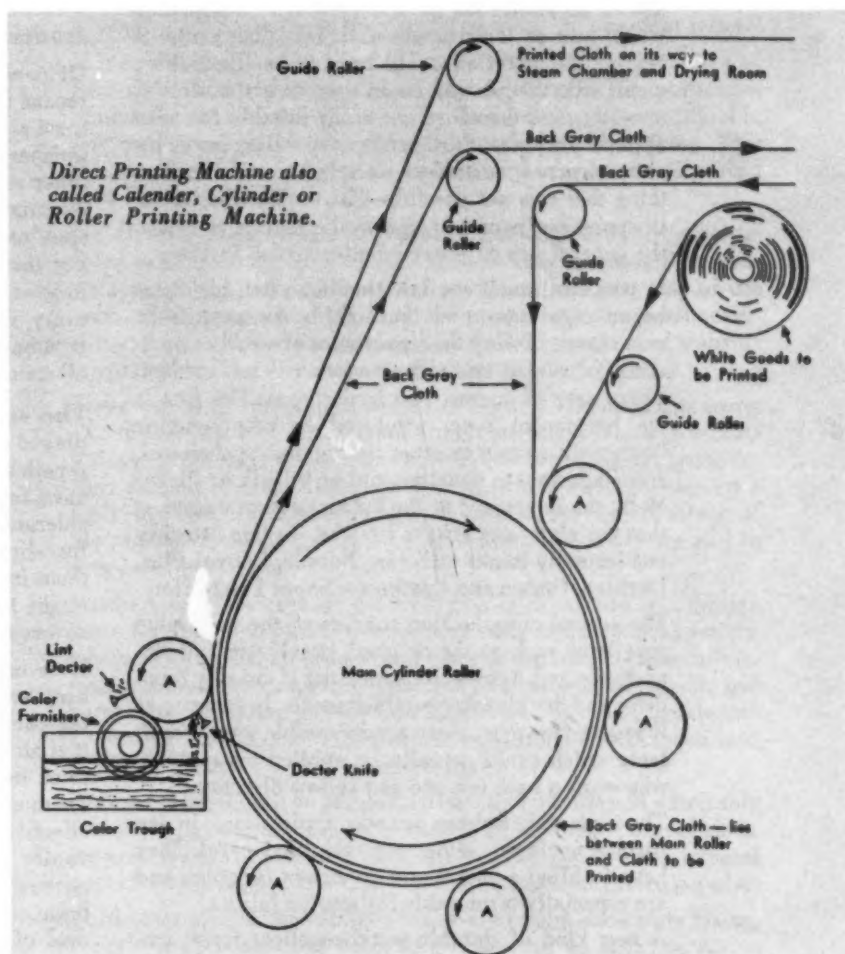 Guide Roller
Printed Cloth on its way to
Steam Chamber and Drying Room
Back Gray Cloth
Back Gray Cloth
Direct Printing Machine also
called Calender, Cylinder or
Roller Printing Machine.
Guide
Roller
Guide
Roller
White Goods to
be Printed
Back Gray
Cloth
Guide Roller
A
Lint
Doctor
A
Main Cylinder Roller
Color
Furnisher
A
Doctor Knife
Color Trough
Back Gray Cloth — lies
between Main Roller
and Cloth to be
Printed
A
A